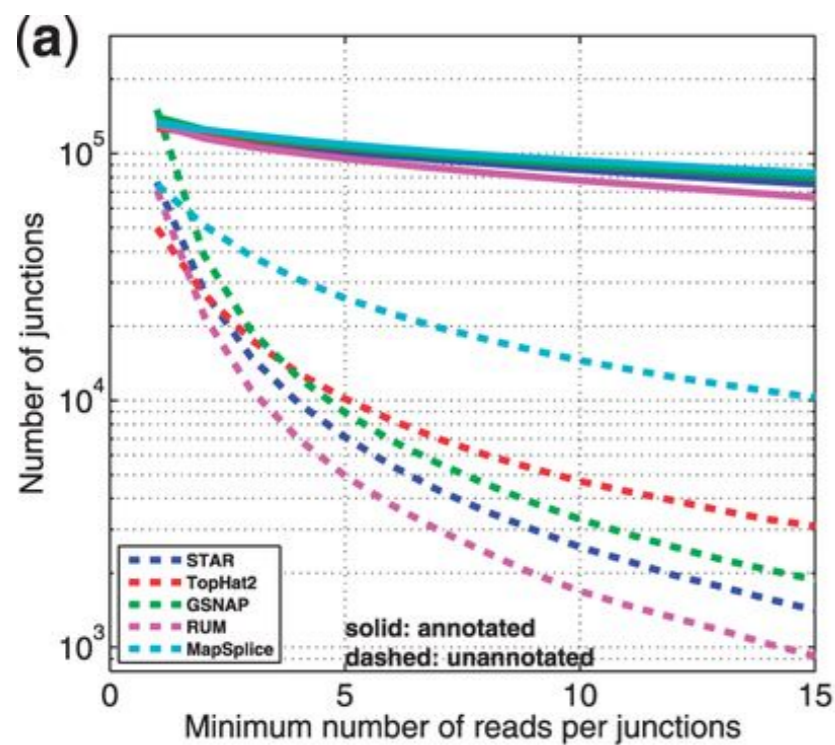 (a)
Number of junctions
10^5
10^4
10^3
STAR
TopHat2
GSNAP
RUM
MapSplice
solid: annotated
dashed: unannotated
0 5 10 15
Minimum number of reads per junctions